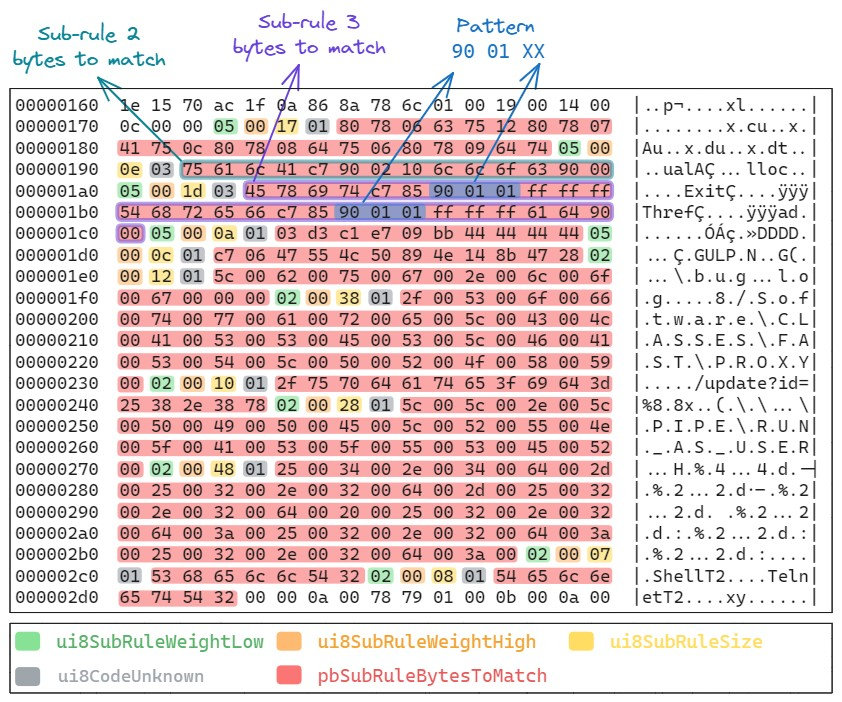 Sub-rule 2
bytes to match
Sub-rule 3
bytes to match
Pattern
90 01 XX
00000160 1e 15 70 ac 1f 0a 86 8a 78 6c 01 00 19 00 14 00 |..p¬....xl......|
00000170 0c 00 00 05 00 17 01 80 78 06 63 75 12 80 78 07 |........x.cu..x.|
00000180 41 75 0c 80 78 08 64 75 06 80 78 09 64 74 05 00 |Au..x.du..x.dt..|
00000190 0e 03 75 61 6c 41 c7 90 02 10 6c 6c 6f 63 90 00 |..ualAÇ...lloc..|
000001a0 05 00 1d 03 45 78 69 74 c7 85 90 01 01 ff ff ff |....ExitÇ....ÿÿÿ|
000001b0 54 68 72 65 66 c7 85 90 01 01 ff ff ff 61 64 90 |ThrefÇ....ÿÿÿad.|
000001c0 00 05 00 0a 01 03 d3 c1 e7 09 bb 44 44 44 44 05 |......ÓÁç.»DDDD.|
000001d0 00 0c 01 c7 06 47 55 4c 50 89 4e 14 8b 47 28 02 |...Ç.GULP.N..G(.|
000001e0 00 12 01 5c 00 62 00 75 00 67 00 2e 00 6c 00 6f |...\.b.u.g...l.o|
000001f0 00 67 00 00 00 02 00 38 01 2f 00 53 00 6f 00 66 |.g.....8./.S.o.f|
00000200 00 74 00 77 00 61 00 72 00 65 00 5c 00 43 00 4c |.t.w.a.r.e.\.C.L|
00000210 00 41 00 53 00 53 00 45 00 53 00 5c 00 46 00 41 |.A.S.S.E.S.\.F.A|
00000220 00 53 00 54 00 5c 00 50 00 52 00 4f 00 58 00 59 |.S.T.\.P.R.O.X.Y|
00000230 00 02 00 10 01 2f 75 70 64 61 74 65 3f 69 64 3d |...../update?id=|
00000240 25 38 2e 38 78 02 00 28 01 5c 00 5c 00 2e 00 5c |%8.8x..(.\.\...\|
00000250 00 50 00 49 00 50 00 45 00 5c 00 52 00 55 00 4e |.P.I.P.E.\.R.U.N|
00000260 00 5f 00 41 00 53 00 5f 00 55 00 53 00 45 00 52 |._.A.S._.U.S.E.R|
00000270 00 02 00 48 01 25 00 34 00 2e 00 34 00 64 00 2d |...H.%.4...4.d.-|
00000280 00 25 00 32 00 2e 00 32 00 64 00 2d 00 25 00 32 |.%.2...2.d.-.%.2|
00000290 00 2e 00 32 00 64 00 20 00 25 00 32 00 2e 00 32 |...2.d. .%.2...2|
000002a0 00 64 00 3a 00 25 00 32 00 2e 00 32 00 64 00 3a |.d.:.%.2...2.d.:|
000002b0 00 25 00 32 00 2e 00 32 00 64 00 3a 00 02 00 07 |.%.2...2.d.:....|
000002c0 01 53 68 65 6c 6c 54 32 02 00 08 01 54 65 6c 6e |.ShellT2....Teln|
000002d0 65 74 54 32 00 00 0a 00 78 79 01 00 0b 00 0a 00 |etT2....xy......|
ui8SubRuleWeightLow ui8SubRuleWeightHigh ui8SubRuleSize
ui8CodeUnknown pbSubRuleBytesToMatch